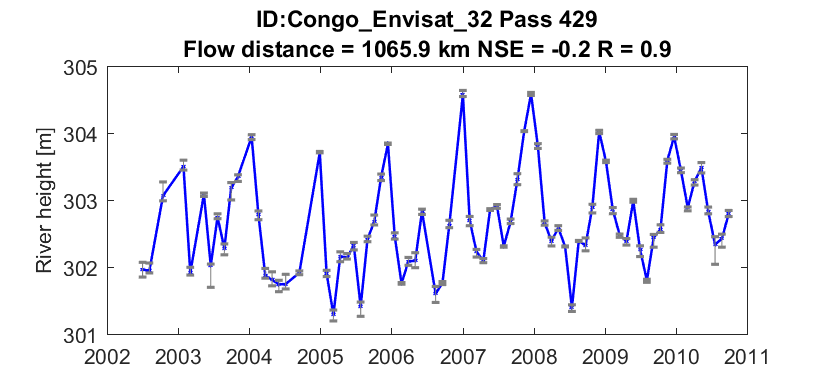 ID:Congo_Envisat_32 Pass 429
Flow distance = 1065.9 km NSE = -0.2 R = 0.9
River height [m]
305
304
303
302
301
2002 2003 2004 2005 2006 2007 2008 2009 2010 2011